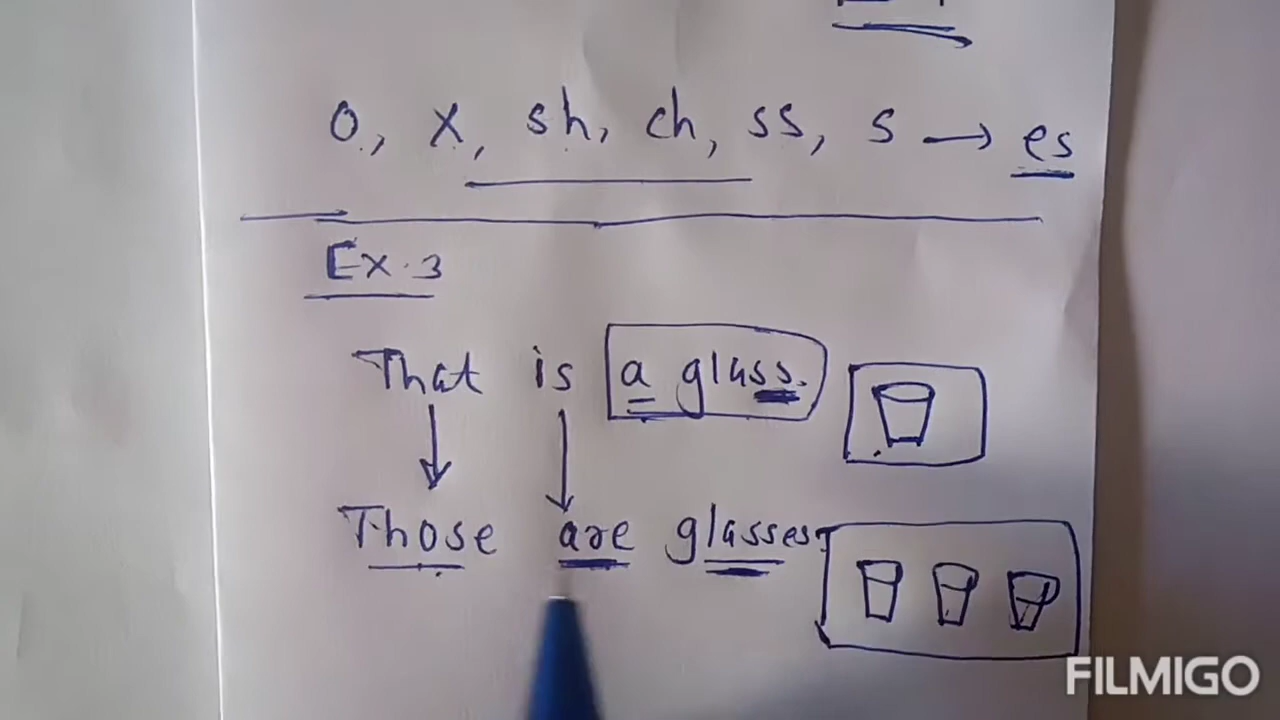 o, x, sh, ch, ss, s → es
Ex. 3
That is a glass.
Those are glasses.
FILMIGO